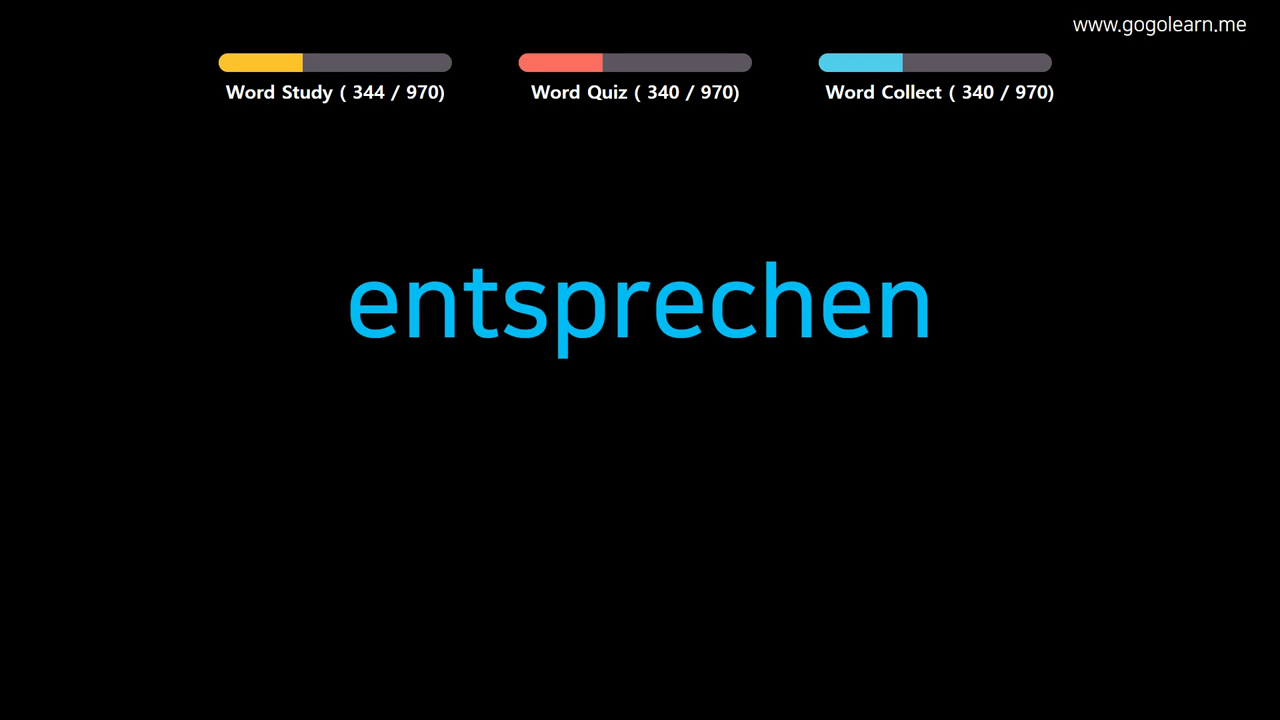 www.gogolearn.me
Word Study ( 344 / 970)
Word Quiz ( 340 / 970)
Word Collect ( 340 / 970)
entsprechen